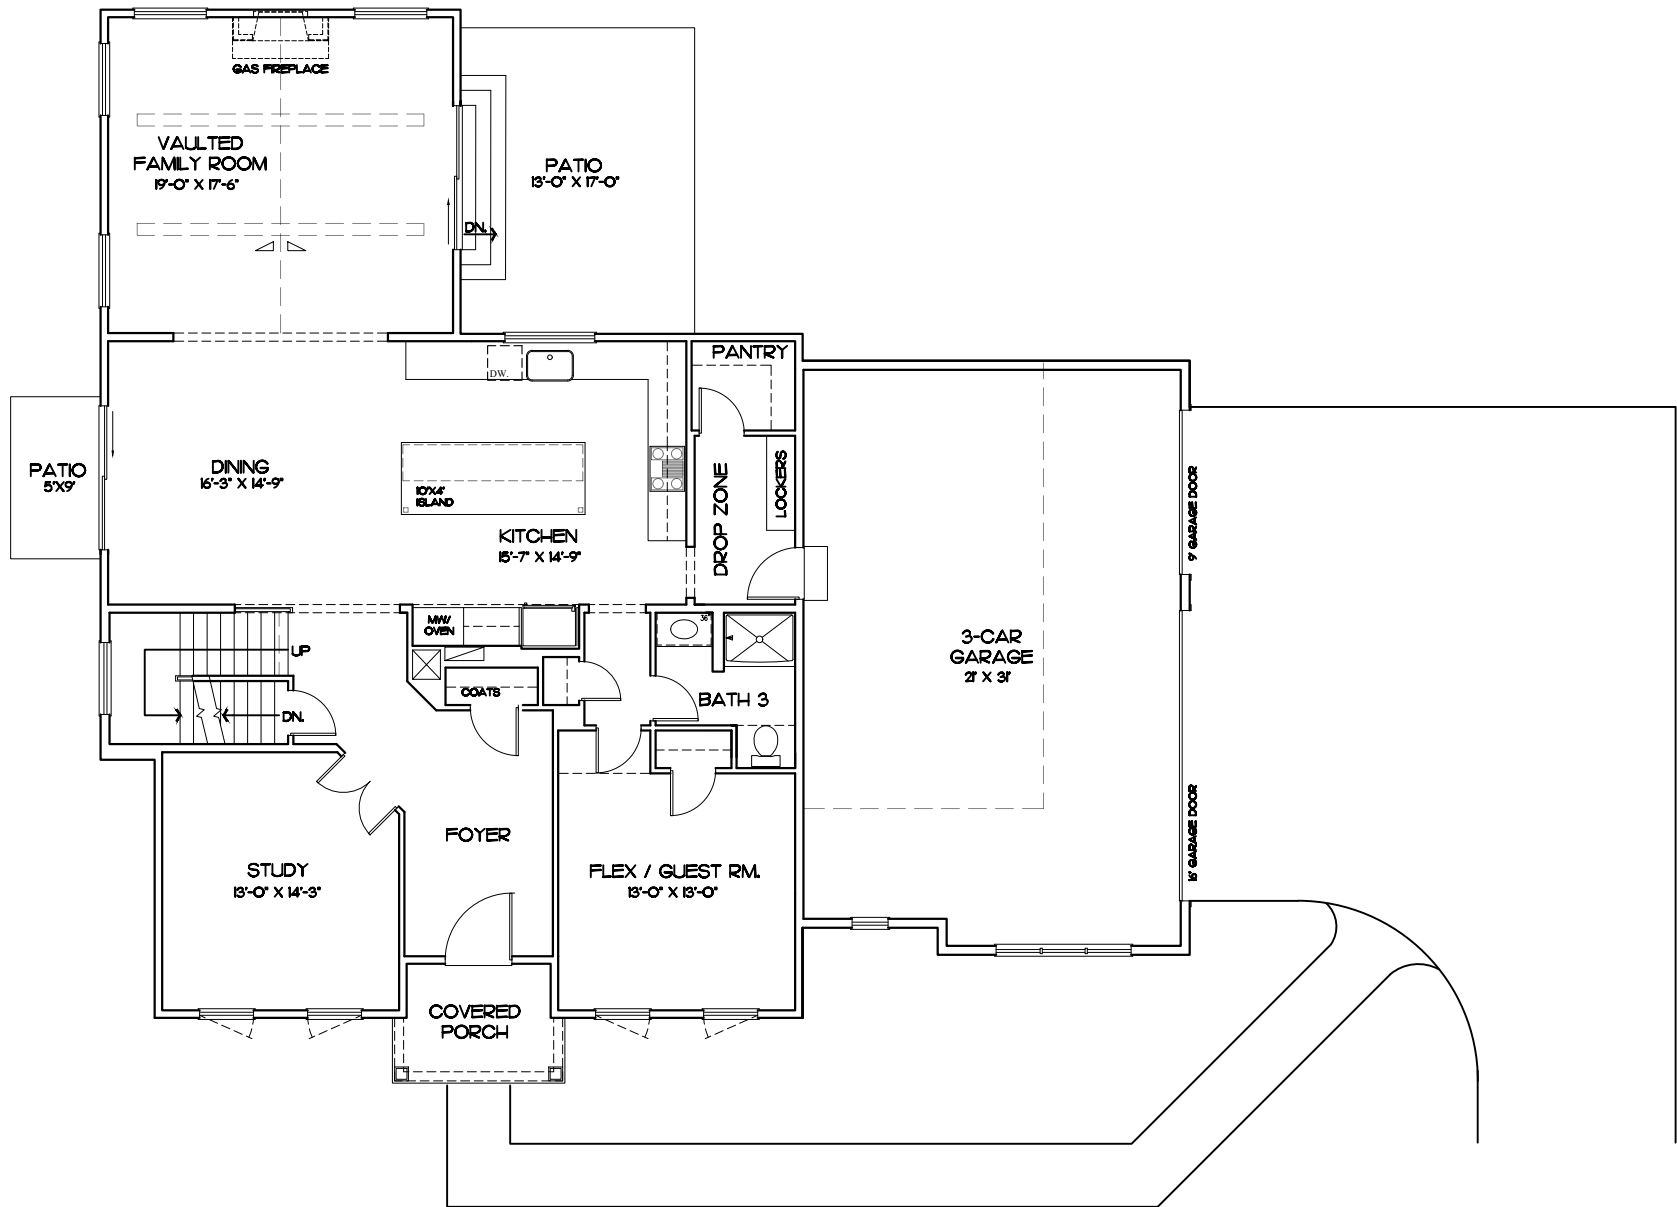 GAS FIREPLACE
VAULTED
FAMILY ROOM
19'-0" X 17'-6"
PATIO
13'-0" X 17'-0"
DN.
PANTRY
DW.
PATIO
5'X9'
DINING
16'-3" X 14'-9"
10'X4'
ISLAND
KITCHEN
15'-7" X 14'-9"
DROP ZONE
LOCKERS
9' GARAGE DOOR
MW/
OVEN
36"
UP
3-CAR
GARAGE
21' X 31'
COATS
BATH 3
DN.
FOYER
16' GARAGE DOOR
STUDY
13'-0" X 14'-3"
FLEX / GUEST RM.
13'-0" X 13'-0"
COVERED
PORCH